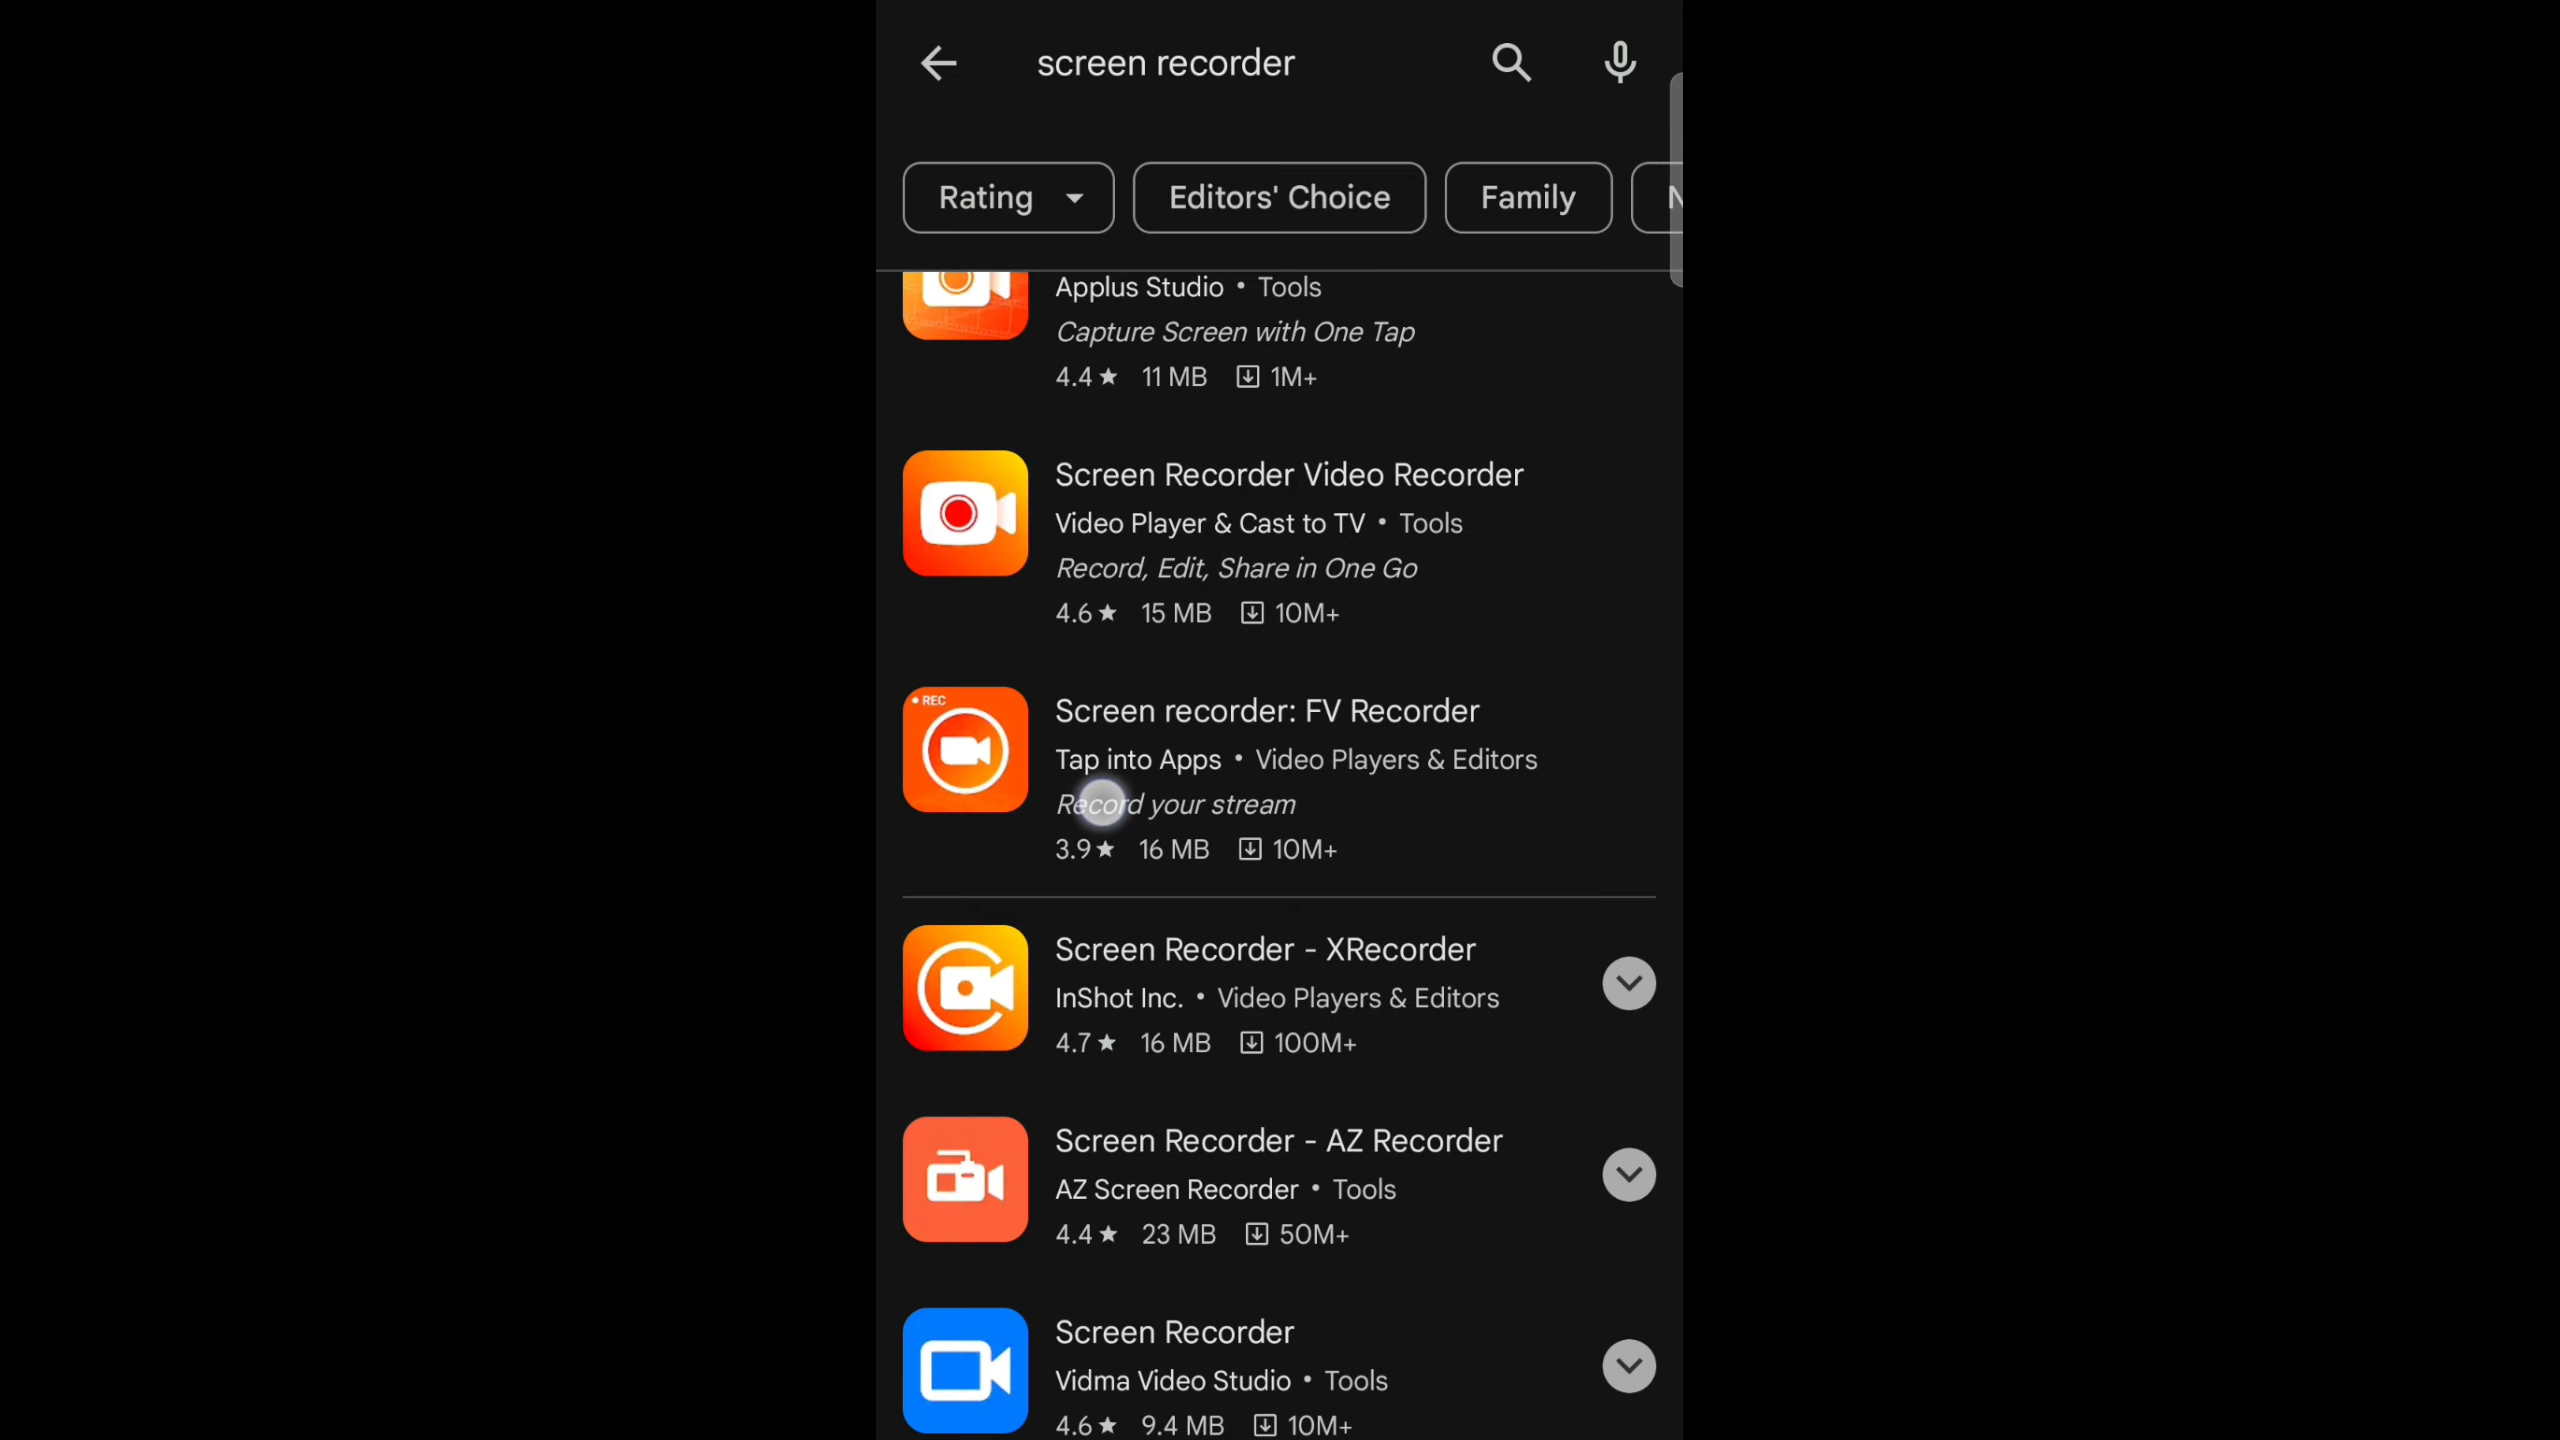 screen recorder
Rating
Editors' Choice
Family
Applus Studio • Tools
Capture Screen with One Tap
4.4★ 11 MB 1M+
Screen Recorder Video Recorder
Video Player & Cast to TV • Tools
Record, Edit, Share in One Go
4.6★ 15 MB 10M+
REC
Screen recorder: FV Recorder
Tap into Apps • Video Players & Editors
Record your stream
3.9★ 16 MB 10M+
Screen Recorder - XRecorder
InShot Inc. • Video Players & Editors
4.7★ 16 MB 100M+
Screen Recorder - AZ Recorder
AZ Screen Recorder • Tools
4.4★ 23 MB 50M+
Screen Recorder
Vidma Video Studio • Tools
4.6★ 9.4 MB 10M+